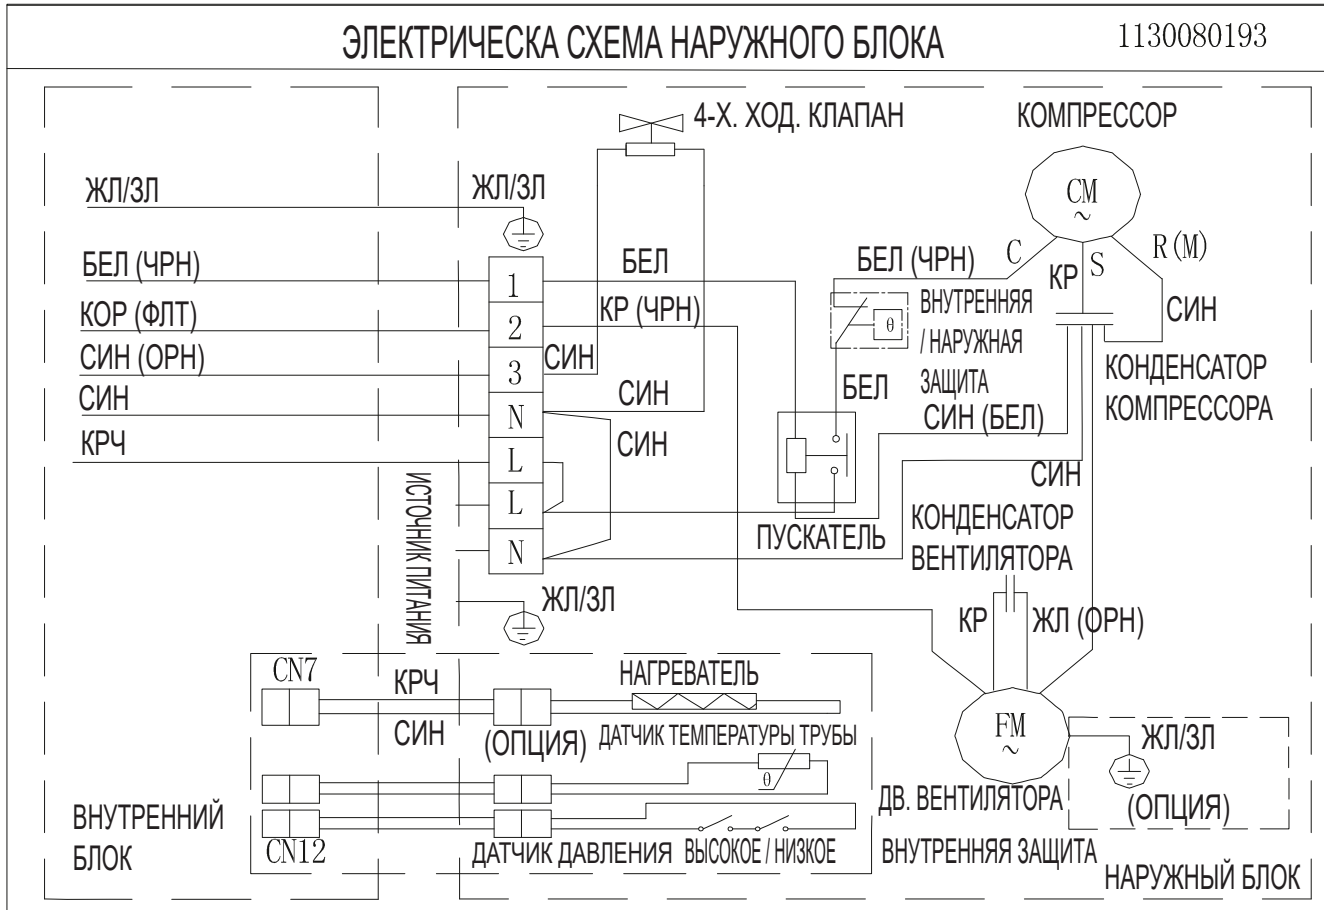 ЭЛЕКТРИЧЕСКА СХЕМА НАРУЖНОГО БЛОКА
1130080193
4-Х. ХОД. КЛАПАН
КОМПРЕССОР
ЖЛ/ЗЛ
ЖЛ/ЗЛ
CM
~
C
S
R(M)
БЕЛ (ЧРН)
БЕЛ
БЕЛ (ЧРН)
КР
СИН
1
КОР (ФЛТ)
2
КР (ЧРН)
θ
ВНУТРЕННЯЯ
/ НАРУЖНАЯ
ЗАЩИТА
СИН (ОРН)
3
СИН
КОНДЕНСАТОР
КОМПРЕССОРА
СИН
N
СИН
БЕЛ
СИН (БЕЛ)
КРЧ
L
СИН
СИН
ИСТОЧНИК ПИТАНИЯ
L
ПУСКАТЕЛЬ
КОНДЕНСАТОР
ВЕНТИЛЯТОРА
N
ЖЛ/ЗЛ
КР
ЖЛ (ОРН)
CN7
КРЧ
СИН
(ОПЦИЯ)
НАГРЕВАТЕЛЬ
ДАТЧИК ТЕМПЕРАТУРЫ ТРУБЫ
θ
FM
~
ЖЛ/ЗЛ
(ОПЦИЯ)
ДВ. ВЕНТИЛЯТОРА
ВНУТРЕННИЙ
БЛОК
CN12
ДАТЧИК ДАВЛЕНИЯ
ВЫСОКОЕ / НИЗКОЕ
ВНУТРЕННЯЯ ЗАЩИТА
НАРУЖНЫЙ БЛОК